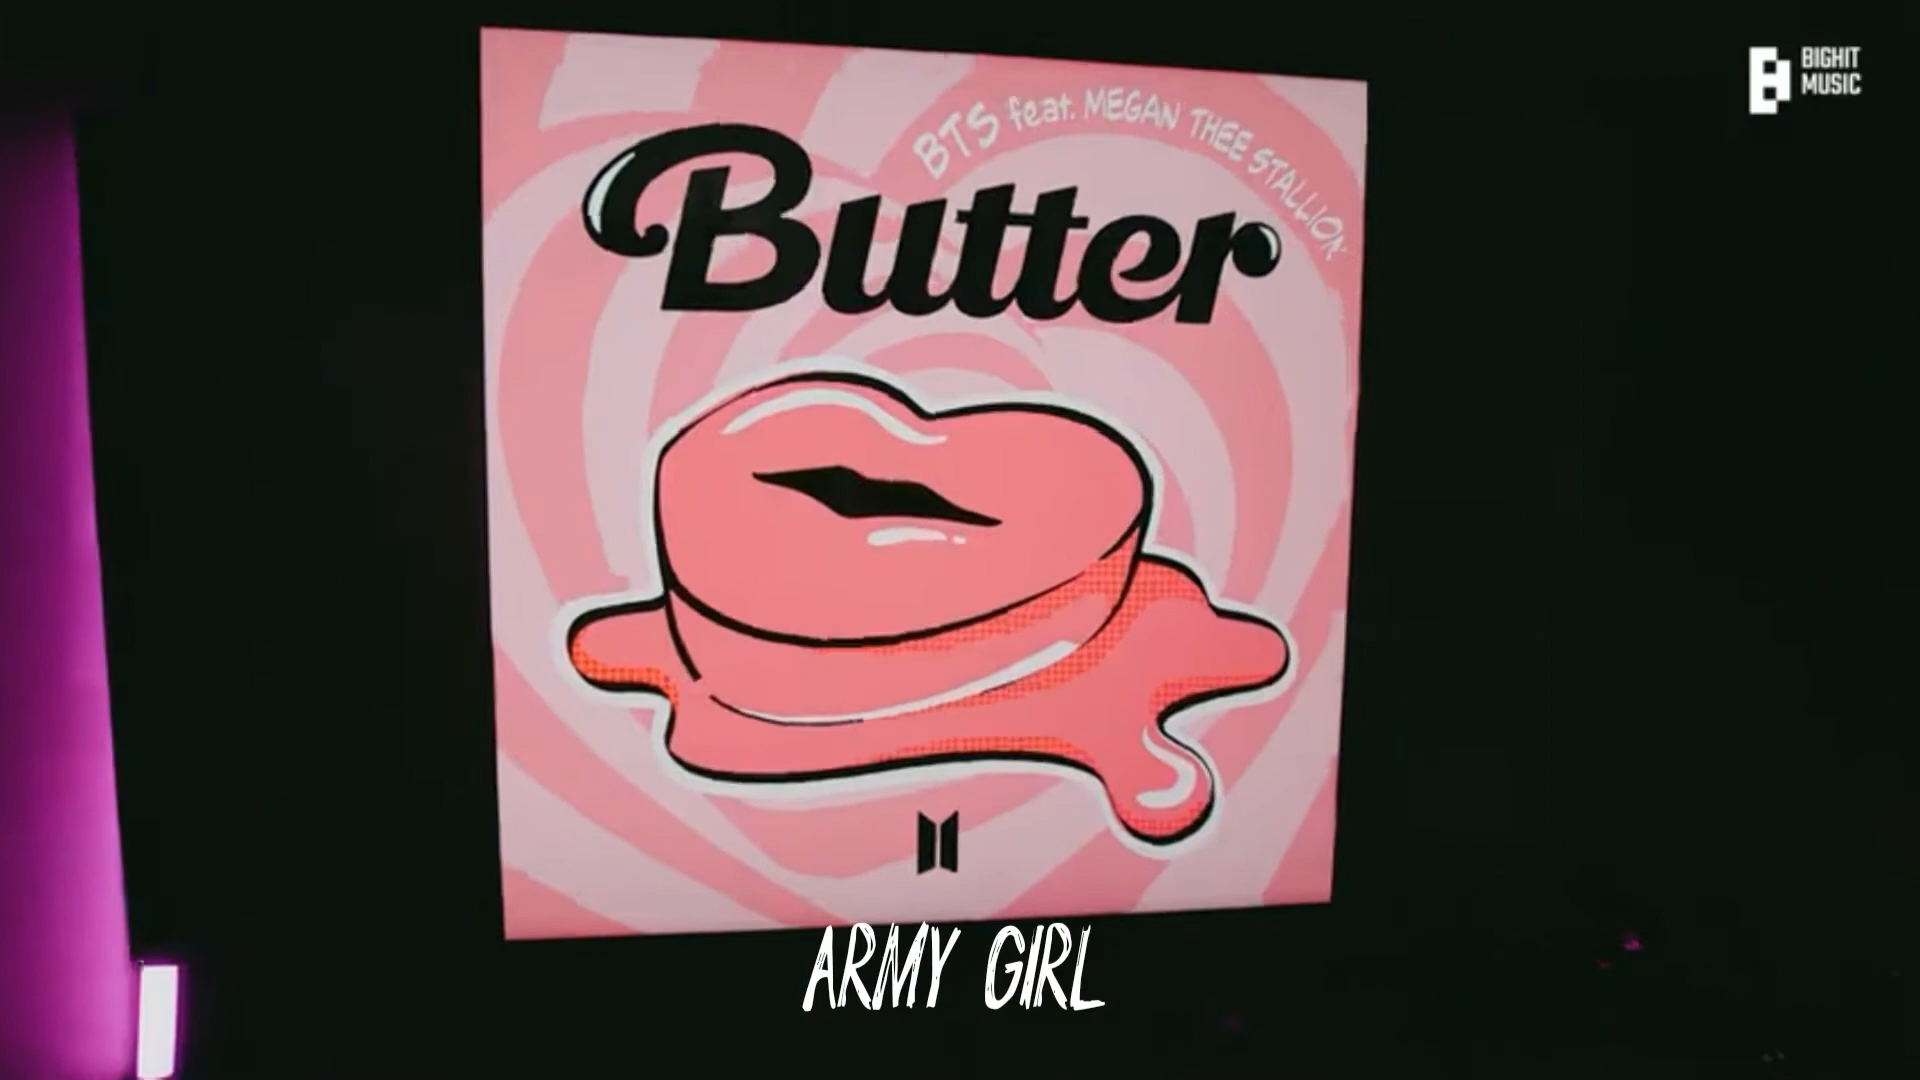 BIGHIT
MUSIC
BTS feat. MEGAN THEE STALLION
Butter
ARMY GIRL